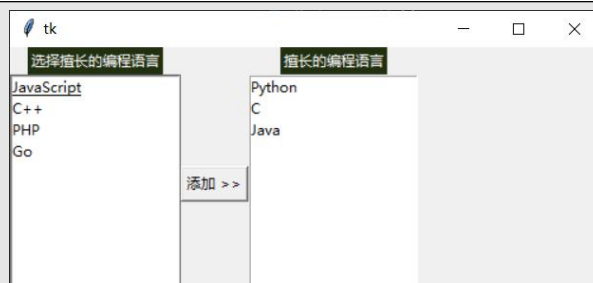 tk
选择擅长的编程语言
擅长的编程语言
JavaScript
C++
PHP
Go
添加 >>
Python
C
Java